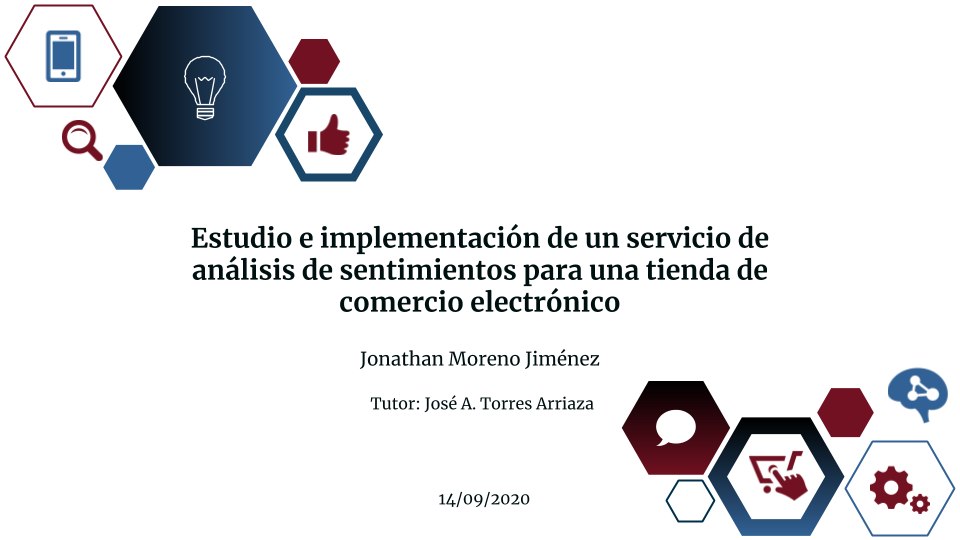 Estudio e implementación de un servicio de
análisis de sentimientos para una tienda de
comercio electrónico
Jonathan Moreno Jiménez
Tutor: José A. Torres Arriaza
14/09/2020